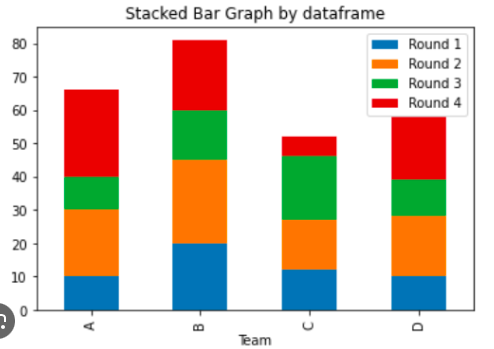 Stacked Bar Graph by dataframe
80
70
60
50
40
30
20
10
0
Round 1
Round 2
Round 3
Round 4
A
B
C
D
Team